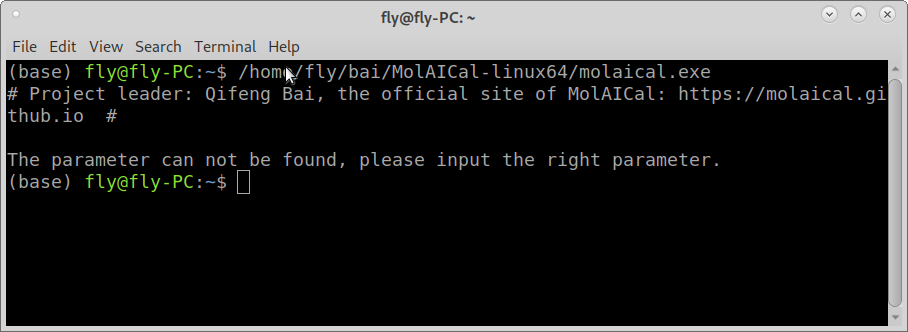 fly@fly-PC: ~
File Edit View Search Terminal Help
(base) fly@fly-PC:~$ /home/fly/bai/MolAICal-linux64/molaical.exe
# Project leader: Qifeng Bai, the official site of MolAICal: https://molaical.gi
thub.io  #
The parameter can not be found, please input the right parameter.
(base) fly@fly-PC:~$